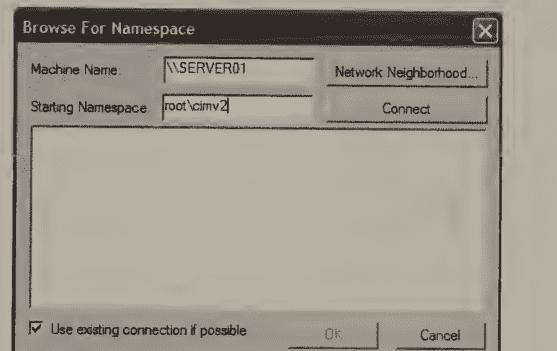 Browse For Namespace
Machine Name: \\SERVER01 Network Neighborhood...
Starting Namespace: root\cimv2 Connect
Use existing connection if possible OK Cancel